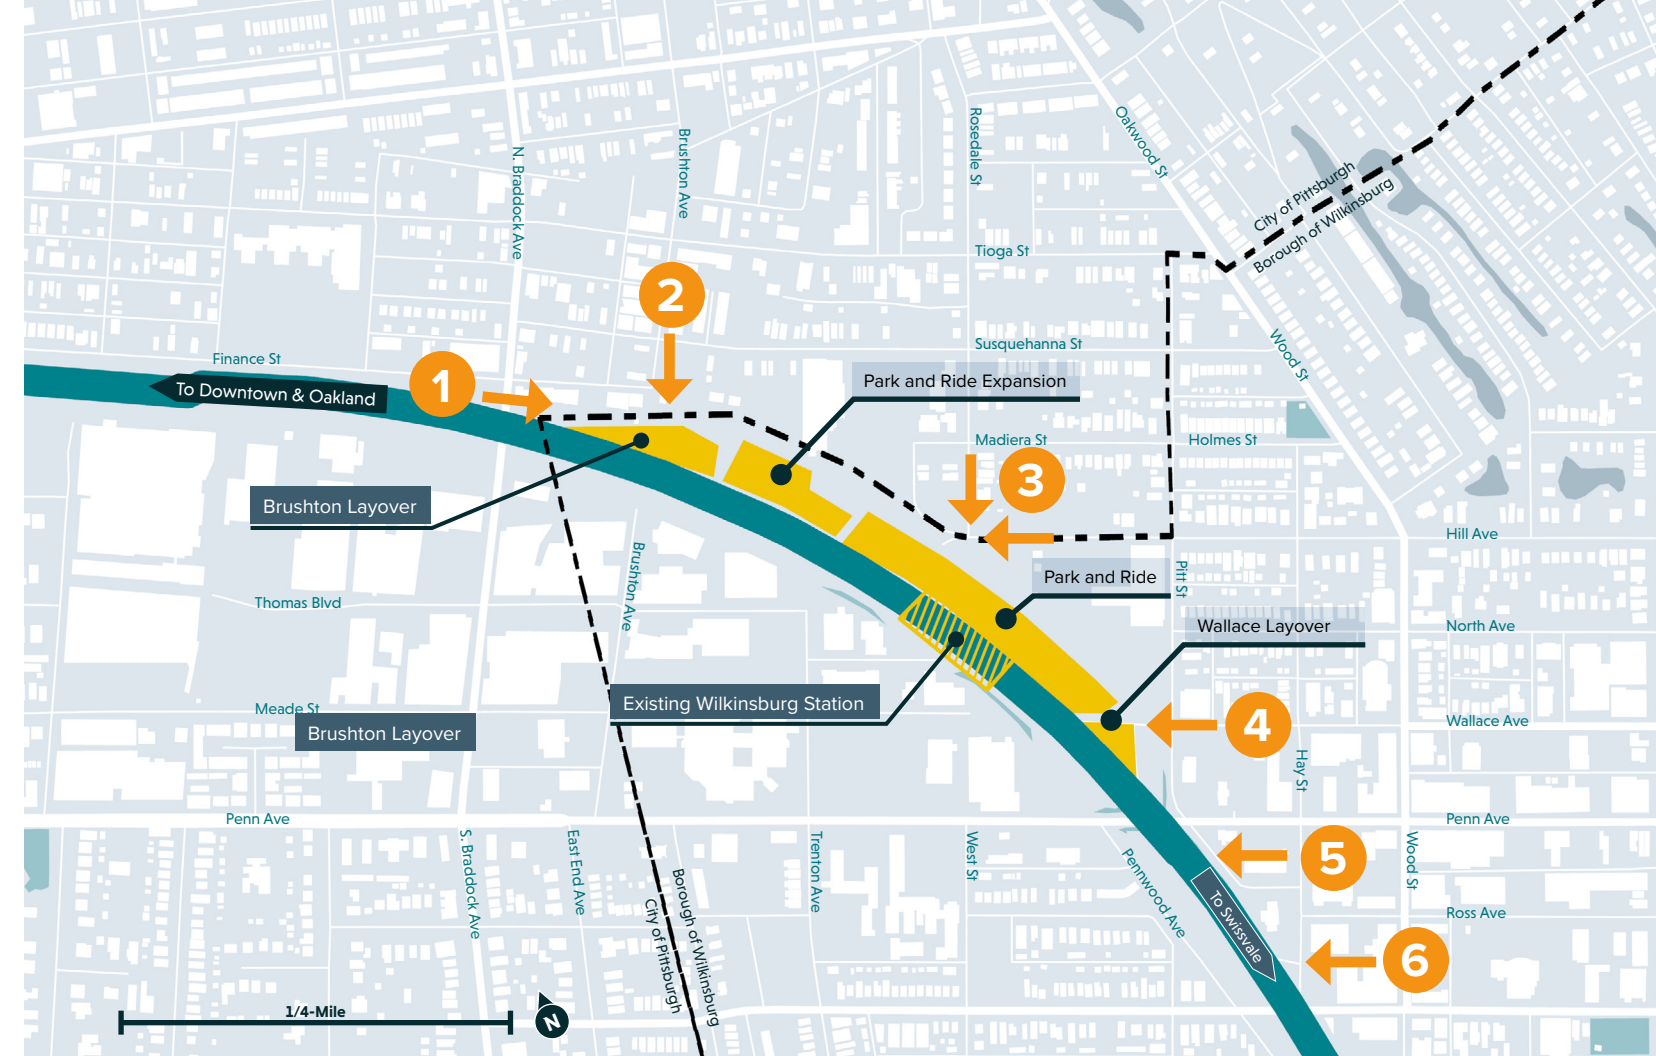 Brushton Ave
Rosedale St
Oakwood St
N. Braddock Ave
City of Pittsburgh
Borough of Wilkinsburg
Tioga St
2
Susquehanna St
Wood St
Finance St
To Downtown & Oakland
1
Park and Ride Expansion
Madiera St
Holmes St
3
Brushton Layover
Hill Ave
Brushton Ave
Park and Ride
Pitt St
Thomas Blvd
Wallace Layover
North Ave
Existing Wilkinsburg Station
Meade St
Brushton Layover
4
Wallace Ave
Hay St
Penn Ave
Penn Ave
S. Braddock Ave
East End Ave
Borough of Wilkinsburg
City of Pittsburgh
Trenton Ave
West St
Pennwood Ave
5
Wood St
To Swissvale
Ross Ave
6
1/4-Mile
N